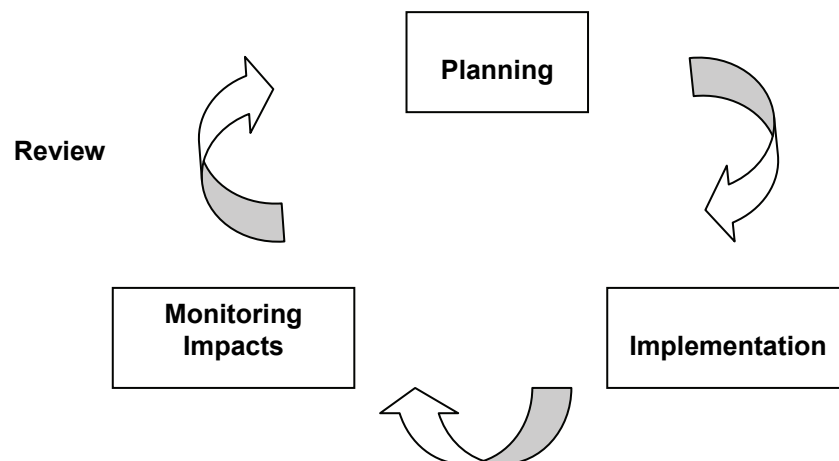 Planning
Review
Monitoring
Impacts
Implementation